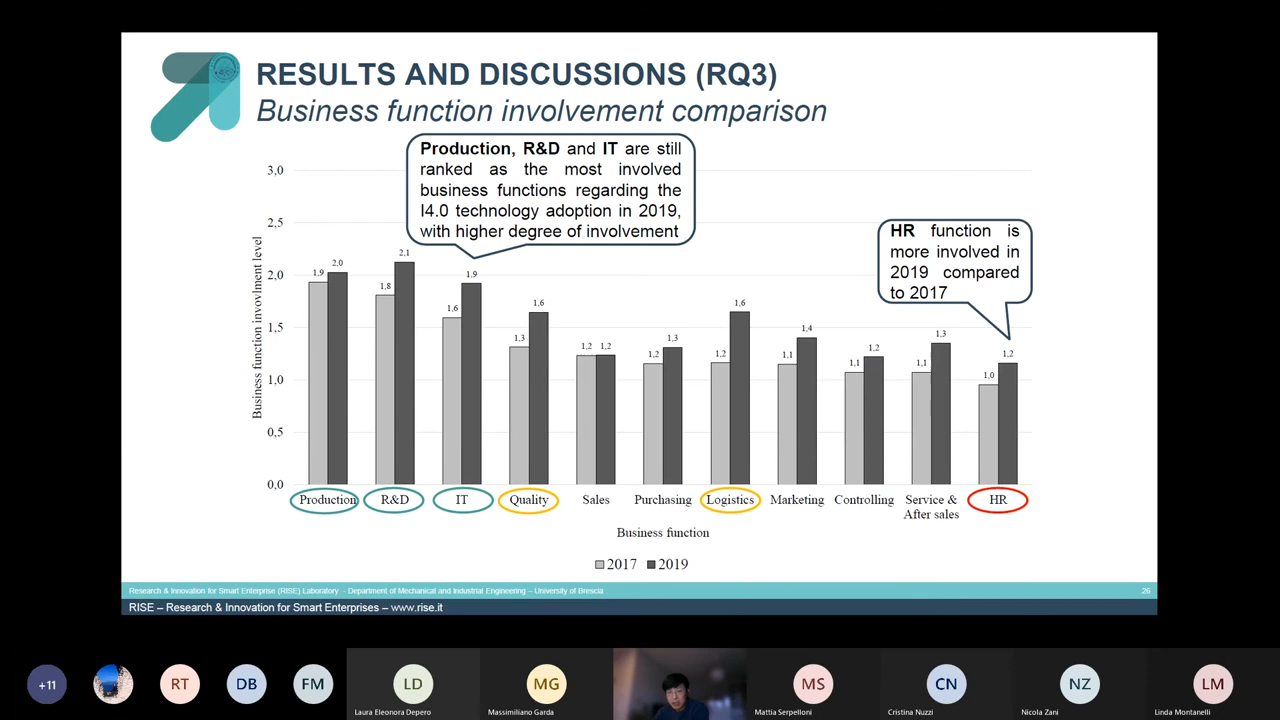 RESULTS AND DISCUSSIONS (RQ3)
Business function involvement comparison
Production, R&D and IT are still
ranked as the most involved
business functions regarding the
I4.0 technology adoption in 2019,
with higher degree of involvement
HR function is
more involved in
2019 compared
to 2017
Business function involvment level
3,0
2,5
2,0
1,5
1,0
0,5
0,0
1,9 2,0
1,8 2,1
1,6 1,9
1,3 1,6
1,2 1,2
1,2 1,3
1,2 1,6
1,1 1,4
1,1 1,2
1,1 1,3
1,0 1,2
Production R&D IT Quality Sales Purchasing Logistics Marketing Controlling Service & HR
After sales
Business function
2017 2019
Research & Innovation for Smart Enterprise (RISE) Laboratory - Department of Mechanical and Industrial Engineering – University of Brescia 26
RISE – Research & Innovation for Smart Enterprises – www.rise.it
+11 RT DB FM LD MG MS CN NZ LM
Laura Eleonora Depero Massimiliano Garda Mattia Serpelloni Cristina Nuzzi Nicola Zani Linda Montanelli